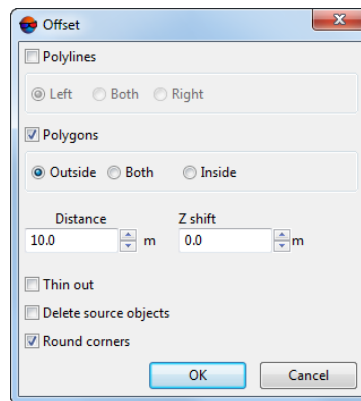 Offset
Polylines
Left Both Right
Polygons
Outside Both Inside
Distance Z shift
10.0 m 0.0 m
Thin out
Delete source objects
Round corners
OK Cancel